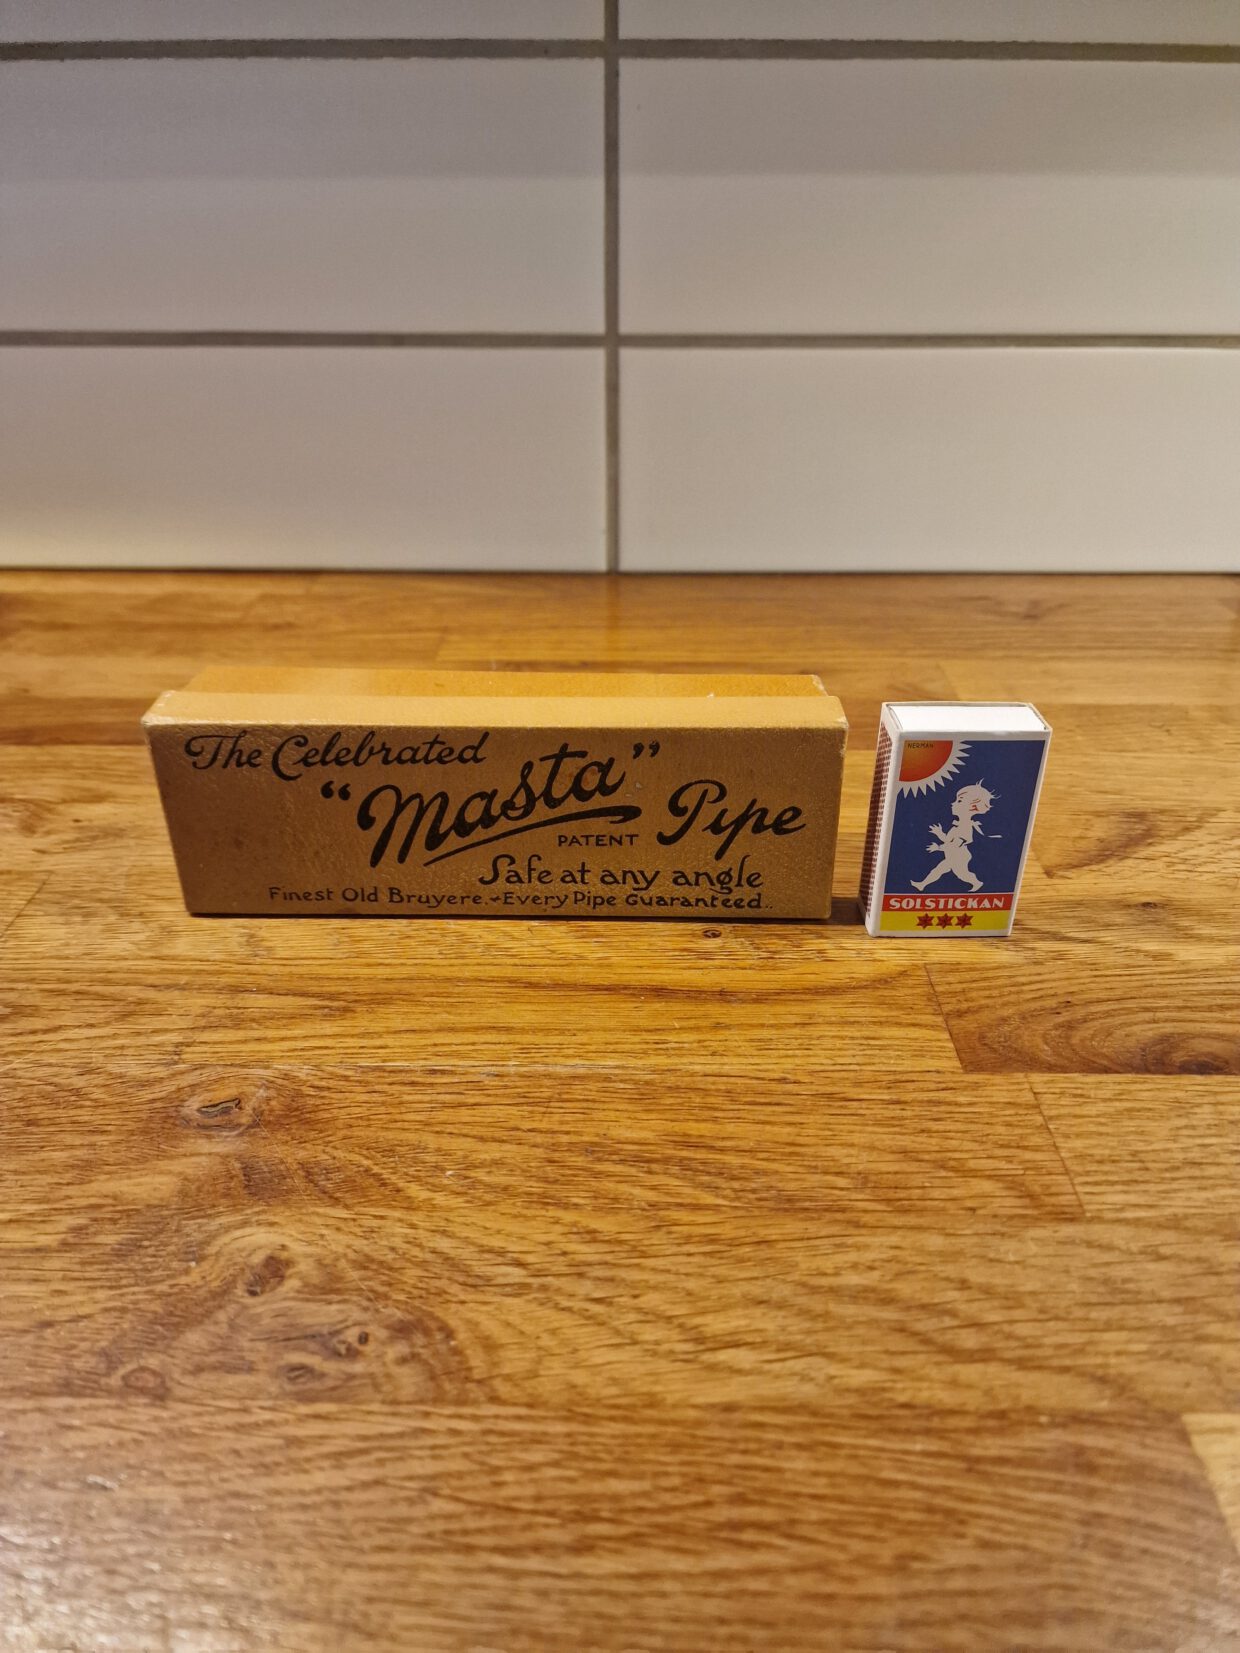 The Celebrated
"Masta" Pipe
PATENT
Safe at any angle
Finest Old Bruyere. Every Pipe Guaranteed..
NERMAN
SOLSTICKAN